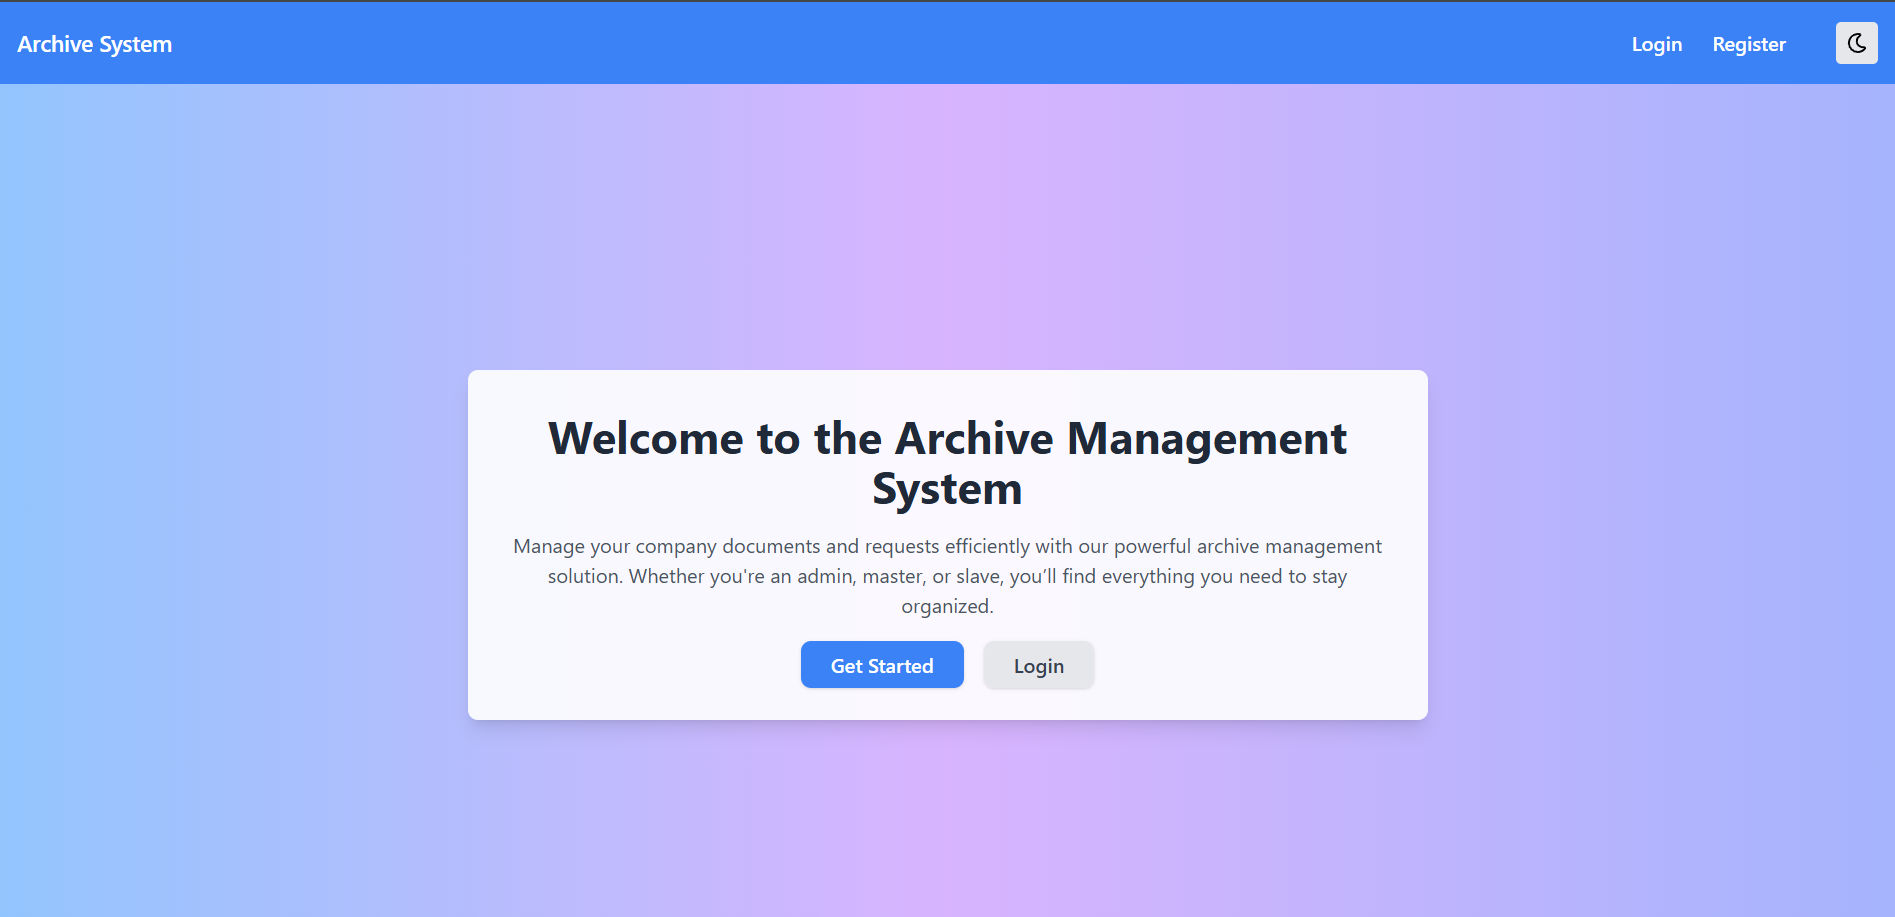 Archive System
Login
Register
Welcome to the Archive Management
System
Manage your company documents and requests efficiently with our powerful archive management
solution. Whether you're an admin, master, or slave, you’ll find everything you need to stay
organized.
Get Started
Login